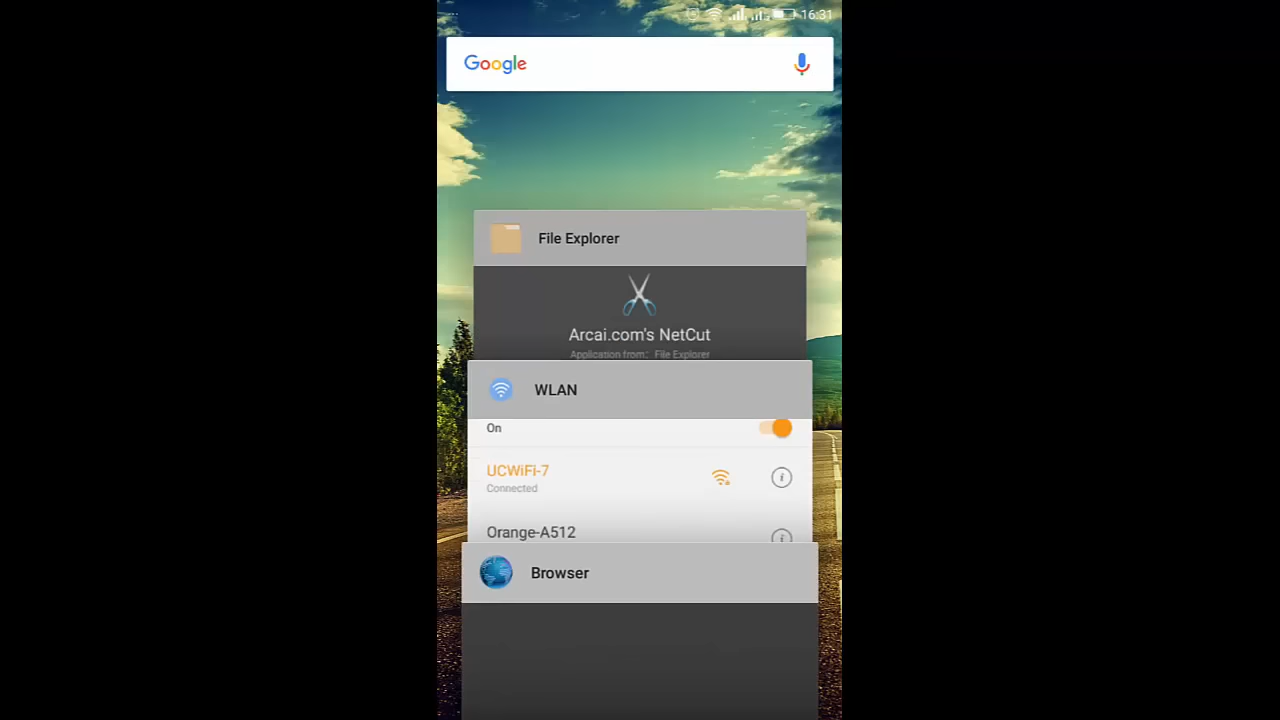 16:31
Google
File Explorer
Arcai.com's NetCut
Application from: File Explorer
WLAN
On
UCWiFi-7
Connected
Orange-A512
Browser